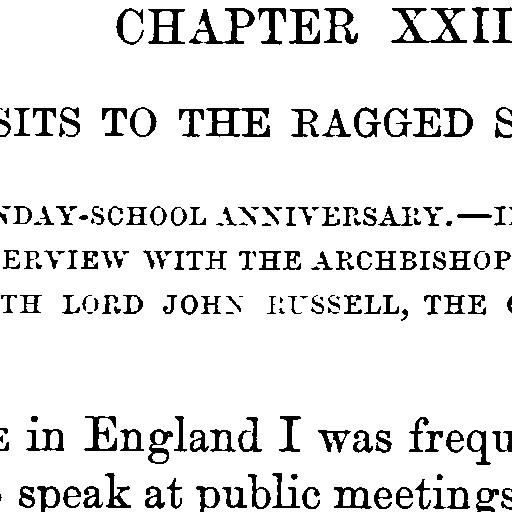 CHAPTER XXII
SITS TO THE RAGGED S
NDAY-SCHOOL ANNIVERSARY.—I
ERVIEW WITH THE ARCHBISHOP
TH LORD JOHN RUSSELL, THE
E in England I was frequ
speak at public meetings